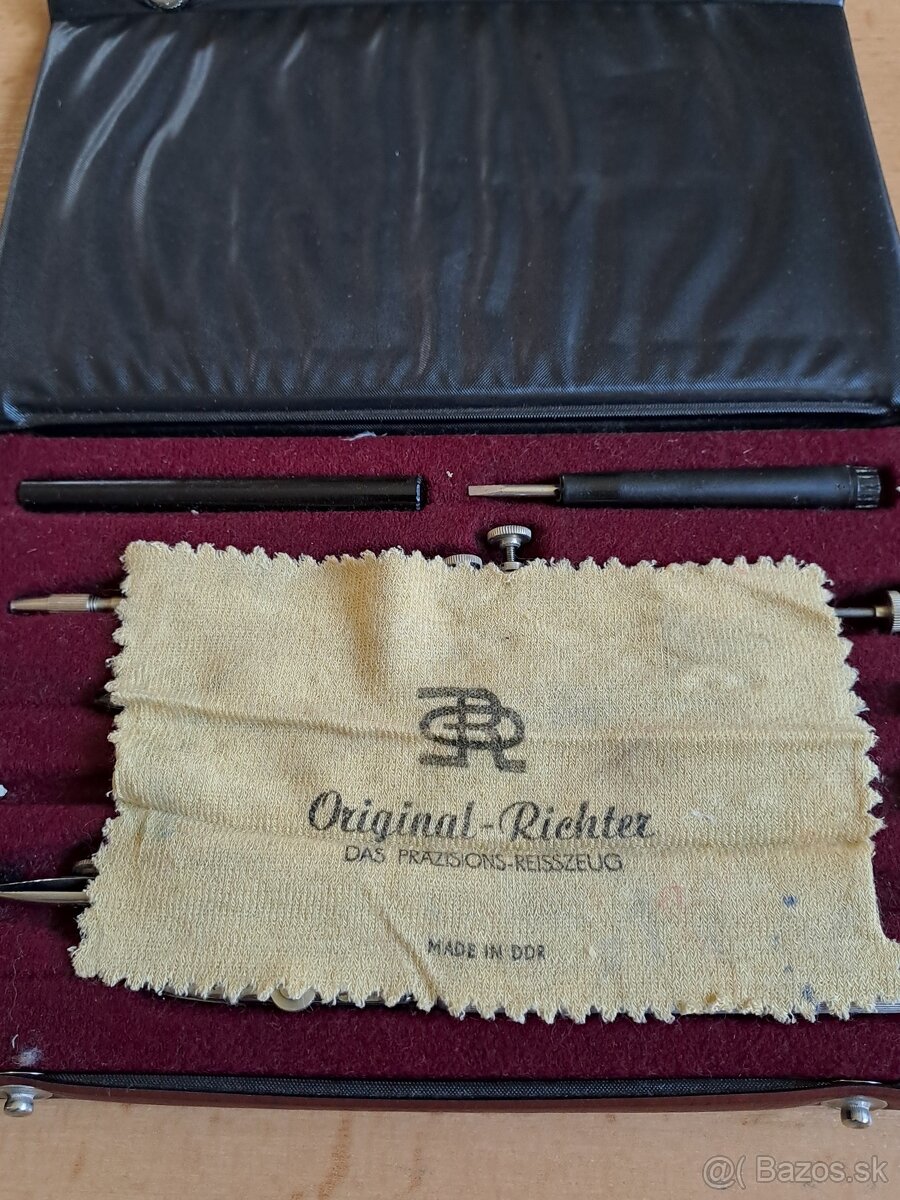 Original-Richter
DAS PRÄZISIONS-REISSZEUG
MADE IN DDR
@( Bazos.sk